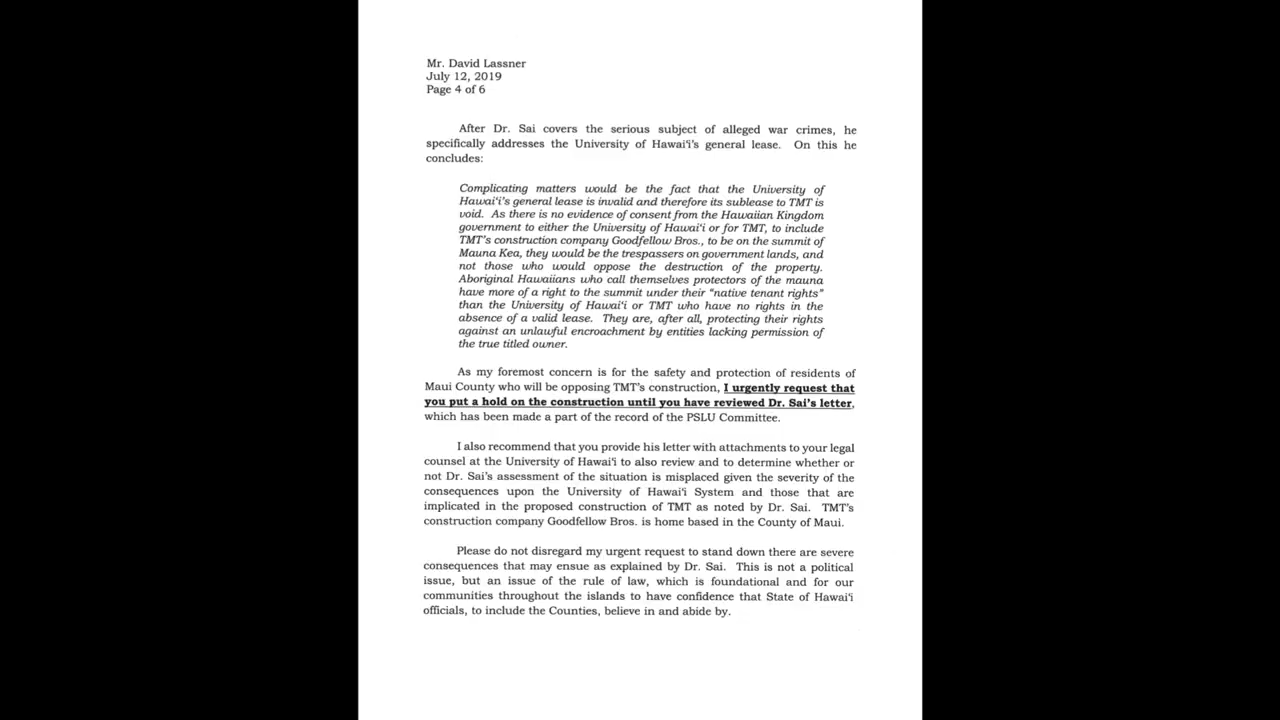 Mr. David Lassner
July 12, 2019
Page 4 of 6
After Dr. Sai covers the serious subject of alleged war crimes, he
specifically addresses the University of Hawai‘i’s general lease. On this he
concludes:
Complicating matters would be the fact that the University of
Hawai‘i’s general lease is invalid and therefore its sublease to TMT is
void. As there is no evidence of consent from the Hawaiian Kingdom
government to either the University of Hawai‘i or for TMT, to include
TMT’s construction company Goodfellow Bros., to be on the summit of
Mauna Kea, they would be the trespassers on government lands, and
not those who would oppose the destruction of the property.
Aboriginal Hawaiians who call themselves protectors of the mauna
have more of a right to the summit under their “native tenant rights”
than the University of Hawai‘i or TMT who have no rights in the
absence of a valid lease. They are, after all, protecting their rights
against an unlawful encroachment by entities lacking permission of
the true titled owner.
As my foremost concern is for the safety and protection of residents of
Maui County who will be opposing TMT’s construction, I urgently request that
you put a hold on the construction until you have reviewed Dr. Sai’s letter,
which has been made a part of the record of the PSLU Committee.
I also recommend that you provide his letter with attachments to your legal
counsel at the University of Hawai‘i to also review and to determine whether or
not Dr. Sai’s assessment of the situation is misplaced given the severity of the
consequences upon the University of Hawai‘i System and those that are
implicated in the proposed construction of TMT as noted by Dr. Sai. TMT’s
construction company Goodfellow Bros. is home based in the County of Maui.
Please do not disregard my urgent request to stand down there are severe
consequences that may ensue as explained by Dr. Sai. This is not a political
issue, but an issue of the rule of law, which is foundational and for our
communities throughout the islands to have confidence that State of Hawai‘i
officials, to include the Counties, believe in and abide by.